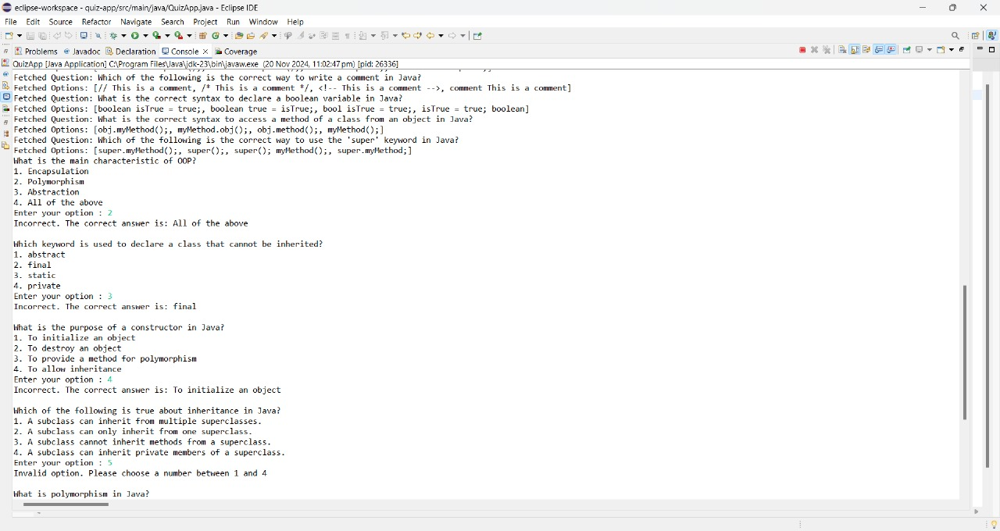 eclipse-workspace - quiz-app/src/main/java/QuizApp.java - Eclipse IDE
File Edit Source Refactor Navigate Search Project Run Window Help
Problems Javadoc Declaration Console Coverage
QuizApp [Java Application] C:\Program Files\Java\jdk-23\bin\javaw.exe (20 Nov 2024, 11:02:47 pm) [pid: 26336]
Fetched Question: Which of the following is the correct way to write a comment in Java?
Fetched Options: [// This is a comment, /* This is a comment */, <!-- This is a comment -->, comment This is a comment]
Fetched Question: What is the correct syntax to declare a boolean variable in Java?
Fetched Options: [boolean isTrue = true;, boolean true = isTrue;, bool isTrue = true;, isTrue = true; boolean]
Fetched Question: What is the correct syntax to access a method of a class from an object in Java?
Fetched Options: [obj.myMethod();, myMethod.obj();, obj.method();, myMethod();]
Fetched Question: Which of the following is the correct way to use the 'super' keyword in Java?
Fetched Options: [super.myMethod();, super();, super(); myMethod();, super.myMethod;]
What is the main characteristic of OOP?
1. Encapsulation
2. Polymorphism
3. Abstraction
4. All of the above
Enter your option : 2
Incorrect. The correct answer is: All of the above
Which keyword is used to declare a class that cannot be inherited?
1. abstract
2. final
3. static
4. private
Enter your option : 3
Incorrect. The correct answer is: final
What is the purpose of a constructor in Java?
1. To initialize an object
2. To destroy an object
3. To provide a method for polymorphism
4. To allow inheritance
Enter your option : 4
Incorrect. The correct answer is: To initialize an object
Which of the following is true about inheritance in Java?
1. A subclass can inherit from multiple superclasses.
2. A subclass can only inherit from one superclass.
3. A subclass cannot inherit methods from a superclass.
4. A subclass can inherit private members of a superclass.
Enter your option : 5
Invalid option. Please choose a number between 1 and 4
What is polymorphism in Java?